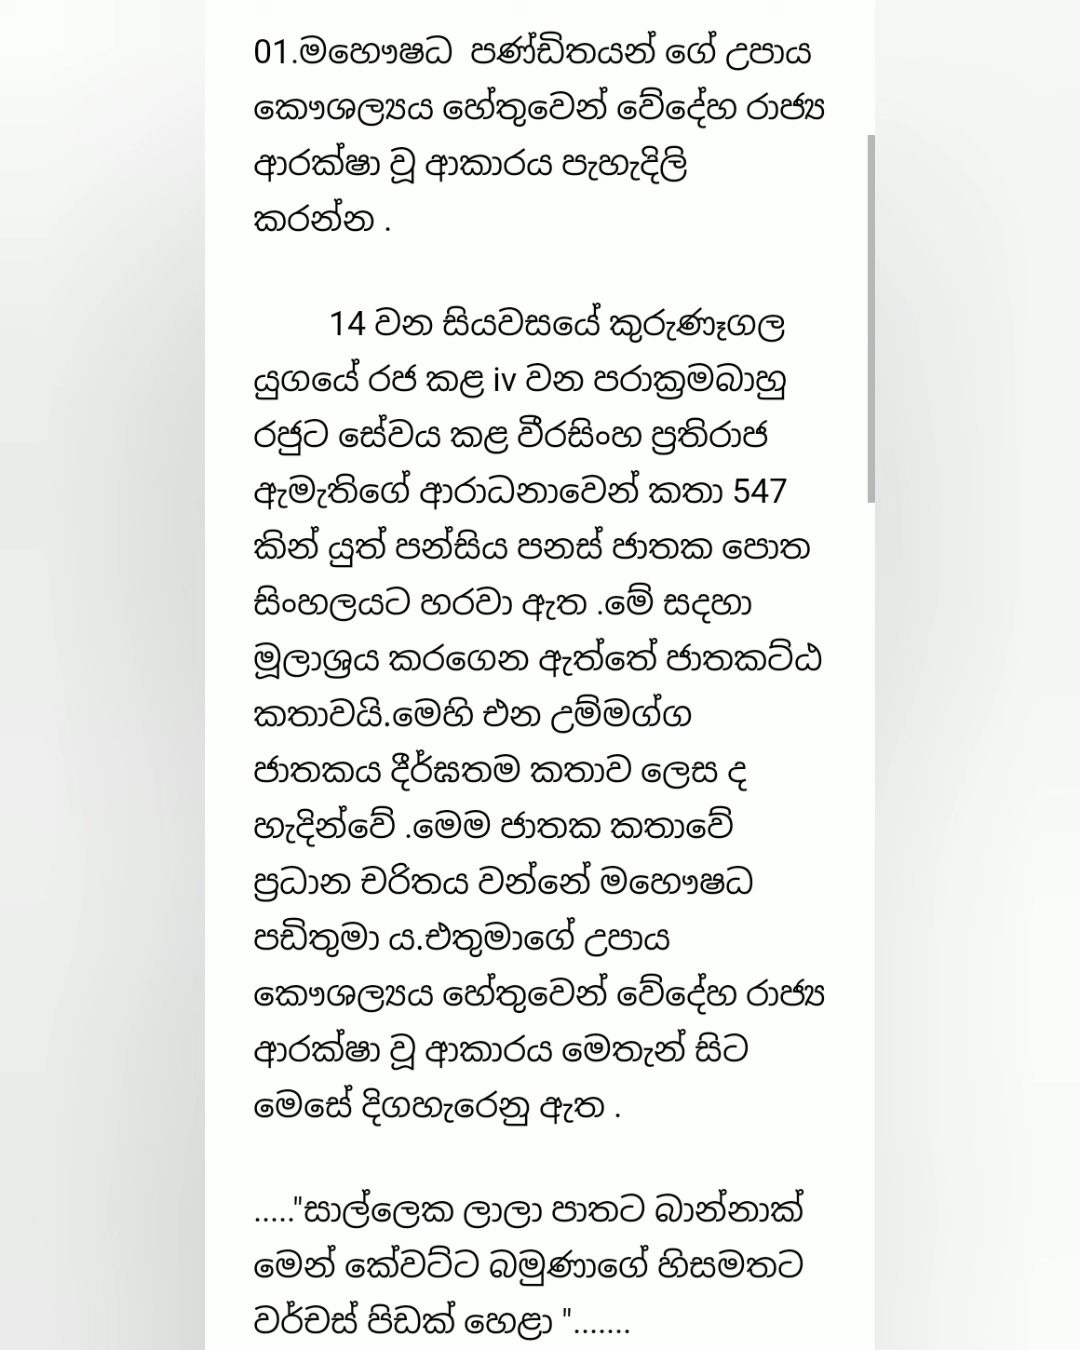 01.මහෞෂධ  පණ්ඩිතයන් ගේ උපාය
කෞශල්‍යය හේතුවෙන් වේදේහ රාජ්‍ය
ආරක්ෂා වූ ආකාරය පැහැදිලි
කරන්න .
14 වන සියවසයේ කුරුණෑගල
යුගයේ රජ කළ iv වන පරාක්‍රමබාහු
රජුට සේවය කළ වීරසිංහ ප්‍රතිරාජ
ඇමැතිගේ ආරාධනාවෙන් කතා 547
කින් යුත් පන්සිය පනස් ජාතක පොත
සිංහලයට හරවා ඇත .මේ සදහා
මූලාශ්‍රය කරගෙන ඇත්තේ ජාතකට්ඨ
කතාවයි.මෙහි එන උම්මග්ග
ජාතකය දීර්ඝතම කතාව ලෙස ද
හැදින්වේ .මෙම ජාතක කතාවේ
ප්‍රධාන චරිතය වන්නේ මහෞෂධ
පඩිතුමා ය.එතුමාගේ උපාය
කෞශල්‍යය හේතුවෙන් වේදේහ රාජ්‍ය
ආරක්ෂා වූ ආකාරය මෙතැන් සිට
මෙසේ දිගහැරෙනු ඇත .
....."සාල්ලෙක ලාලා පාතට බාන්නාක්
මෙන් කේවට්ට බමුණාගේ හිසමතට
වර්චස් පිඩක් හෙළා ".......